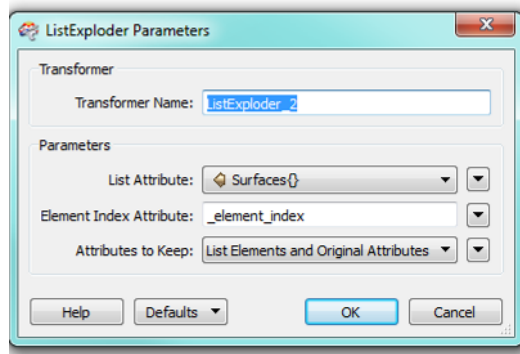 ListExploder Parameters
Transformer
Transformer Name: ListExploder_2
Parameters
List Attribute: Surfaces{}
Element Index Attribute: _element_index
Attributes to Keep: List Elements and Original Attributes
Help Defaults OK Cancel